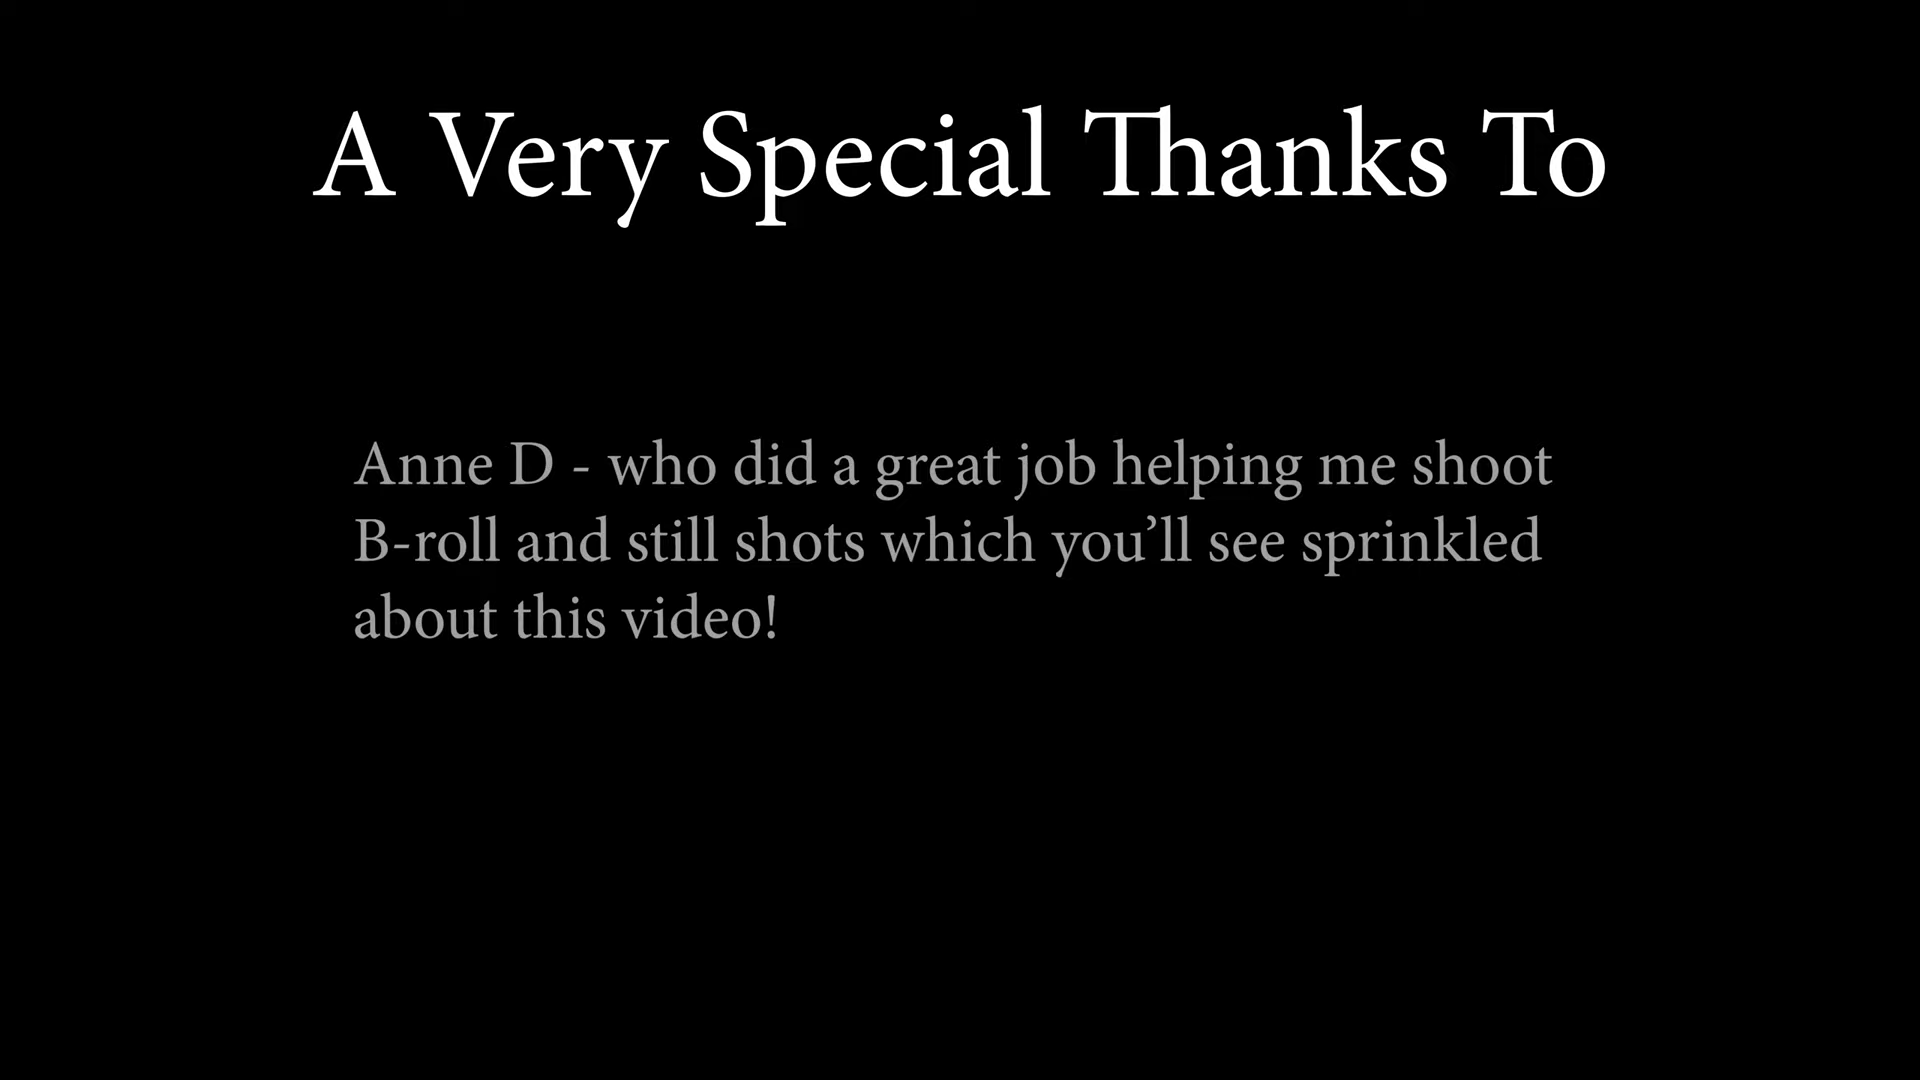 A Very Special Thanks To
Anne D - who did a great job helping me shoot
B-roll and still shots which you’ll see sprinkled
about this video!